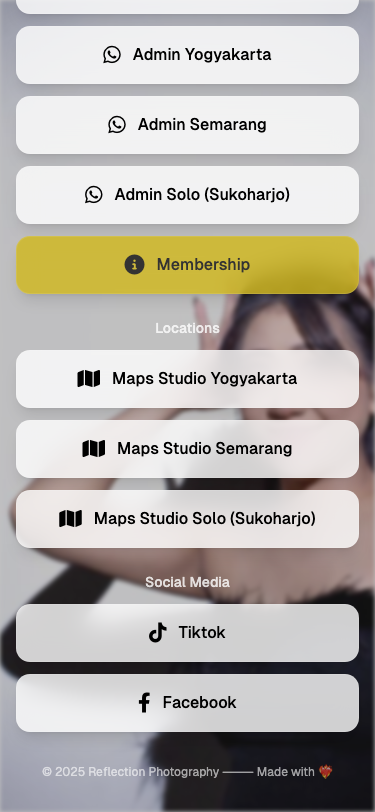 Admin Yogyakarta
Admin Semarang
Admin Solo (Sukoharjo)
Membership
Locations
Maps Studio Yogyakarta
Maps Studio Semarang
Maps Studio Solo (Sukoharjo)
Social Media
Tiktok
Facebook
© 2025 Reflection Photography ⸻ Made with ❤️‍🔥